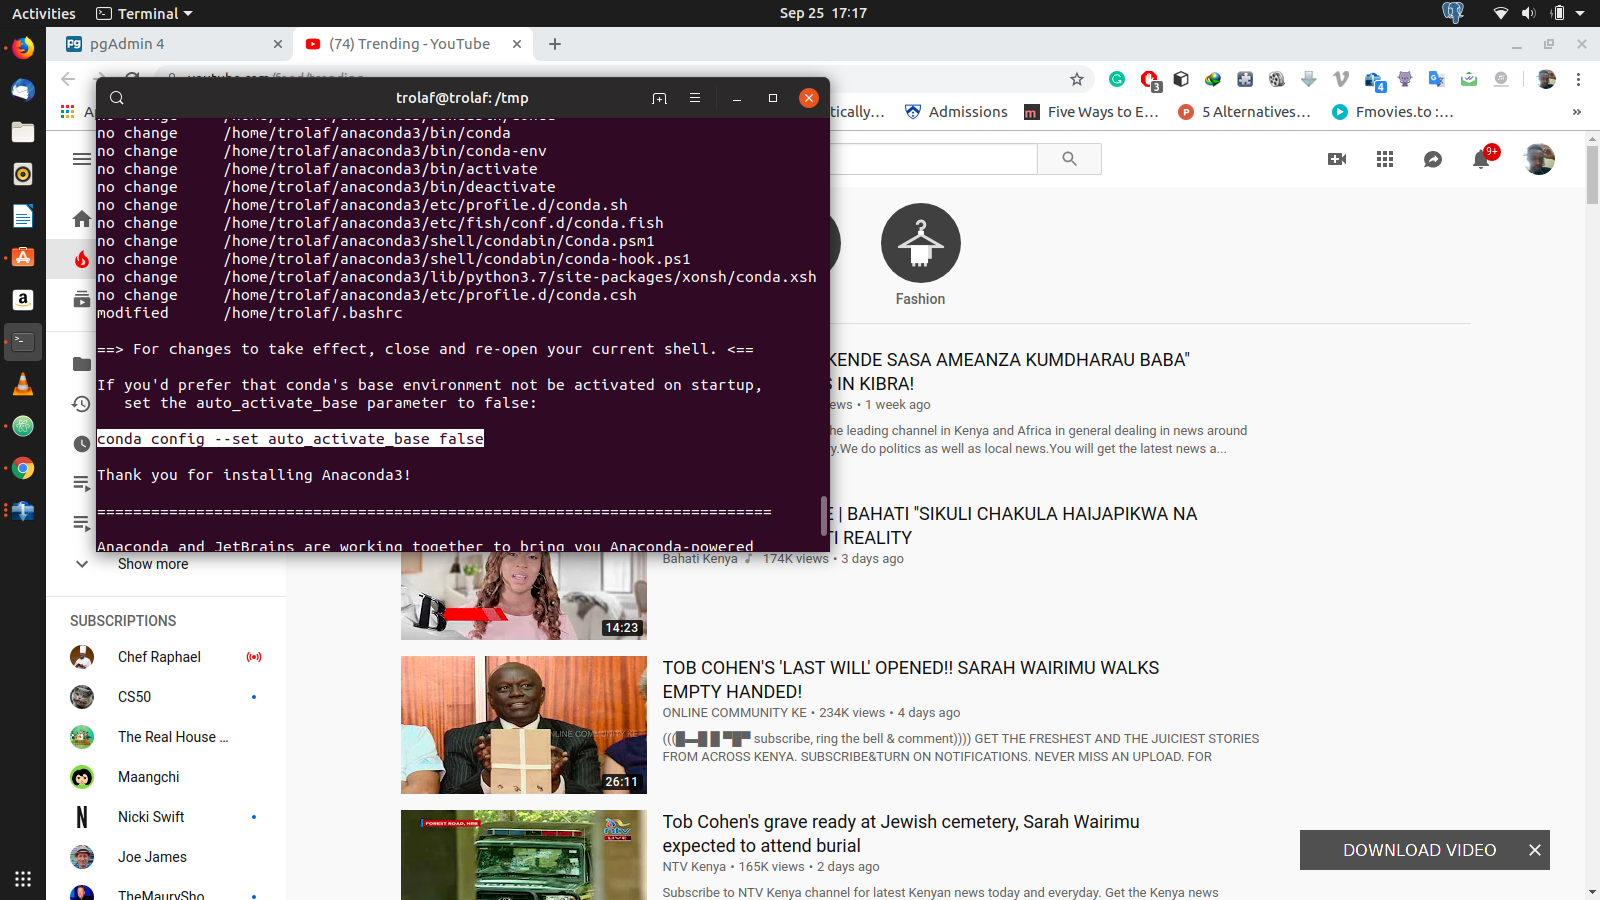 Activities
Terminal
Sep 25 17:17
pgAdmin 4
(74) Trending - YouTube
trolaf@trolaf: /tmp
no change /home/trolaf/anaconda3/bin/conda
no change /home/trolaf/anaconda3/bin/conda-env
no change /home/trolaf/anaconda3/bin/activate
no change /home/trolaf/anaconda3/bin/deactivate
no change /home/trolaf/anaconda3/etc/profile.d/conda.sh
no change /home/trolaf/anaconda3/etc/fish/conf.d/conda.fish
no change /home/trolaf/anaconda3/shell/condabin/Conda.psm1
no change /home/trolaf/anaconda3/shell/condabin/conda-hook.ps1
no change /home/trolaf/anaconda3/lib/python3.7/site-packages/xonsh/conda.xsh
no change /home/trolaf/anaconda3/etc/profile.d/conda.csh
modified /home/trolaf/.bashrc
==> For changes to take effect, close and re-open your current shell. <==
If you'd prefer that conda's base environment not be activated on startup,
set the auto_activate_base parameter to false:
conda config --set auto_activate_base false
Thank you for installing Anaconda3!
===========================================================================
Anaconda and JetBrains are working together to bring you Anaconda-powered
3
4
tically...
Admissions
m
Five Ways to E...
P
5 Alternatives...
Fmovies.to :...
»
9+
Fashion
KENDE SASA AMEANZA KUMDHARAU BABA"
IN KIBRA!
ews • 1 week ago
he leading channel in Kenya and Africa in general dealing in news around
y.We do politics as well as local news.You will get the latest news a...
E | BAHATI "SIKULI CHAKULA HAIJAPIKWA NA
TI REALITY
Bahati Kenya ♪ 174K views • 3 days ago
14:23
TOB COHEN'S 'LAST WILL' OPENED!! SARAH WAIRIMU WALKS
EMPTY HANDED!
ONLINE COMMUNITY KE • 234K views • 4 days ago
subscribe, ring the bell & comment)))) GET THE FRESHEST AND THE JUICIEST STORIES
FROM ACROSS KENYA. SUBSCRIBE&TURN ON NOTIFICATIONS. NEVER MISS AN UPLOAD. FOR
NLINE COMMUNITY KE
26:11
Tob Cohen's grave ready at Jewish cemetery, Sarah Wairimu
expected to attend burial
NTV Kenya • 165K views • 2 days ago
Subscribe to NTV Kenya channel for latest Kenyan news today and everyday. Get the Kenya news
FOREST ROAD, NRB
ntv
LIVE
Show more
SUBSCRIPTIONS
Chef Raphael
CS50
The Real House ...
Maangchi
N
Nicki Swift
Joe James
TheMaurySho
DOWNLOAD VIDEO